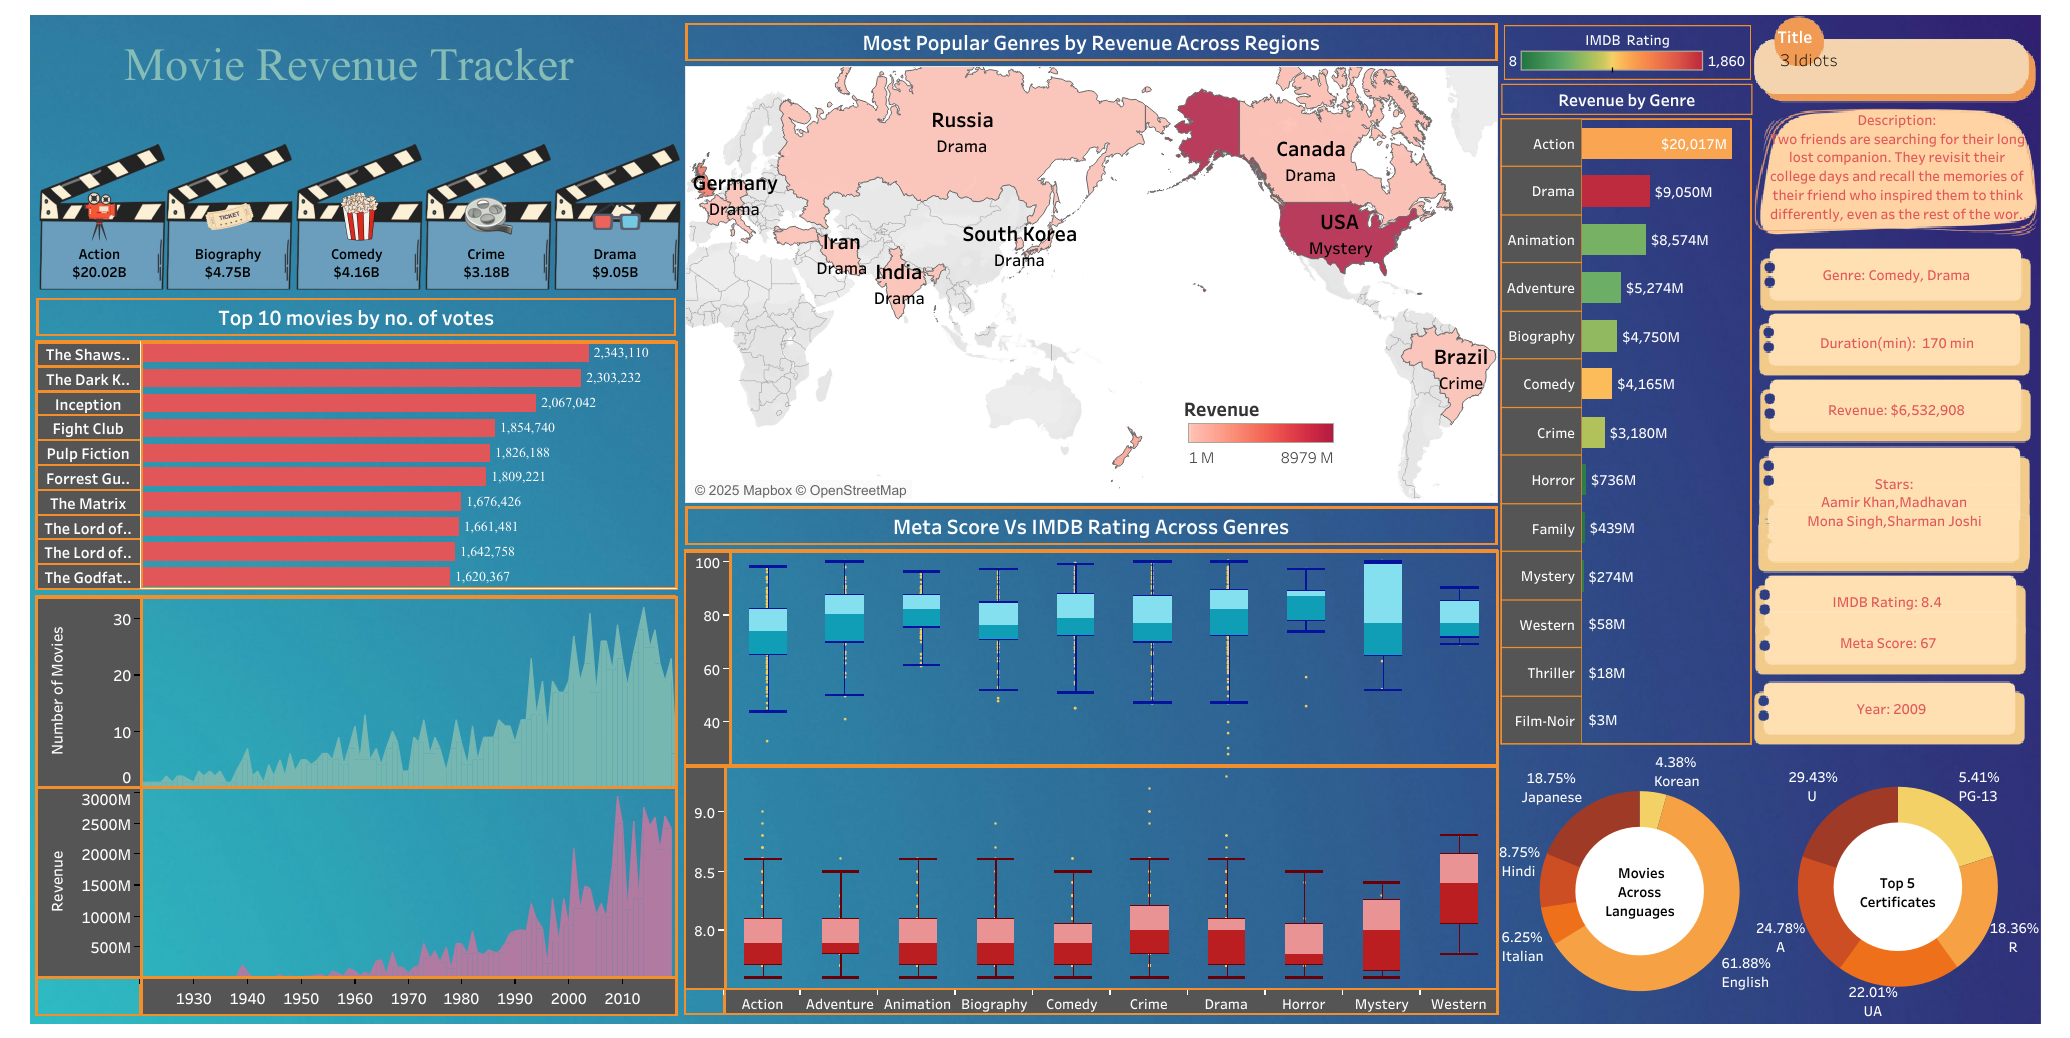 Movie Revenue Tracker
Action
$20.02B
Biography
$4.75B
Comedy
$4.16B
Crime
$3.18B
Drama
$9.05B
TICKET
Top 10 movies by no. of votes
The Shaws.. 2,343,110
The Dark K.. 2,303,232
Inception 2,067,042
Fight Club 1,854,740
Pulp Fiction 1,826,188
Forrest Gu.. 1,809,221
The Matrix 1,676,426
The Lord of.. 1,661,481
The Lord of.. 1,642,758
The Godfat.. 1,620,367
Number of Movies
30
20
10
0
Revenue
3000M
2500M
2000M
1500M
1000M
500M
1930 1940 1950 1960 1970 1980 1990 2000 2010
Most Popular Genres by Revenue Across Regions
Russia
Drama
Canada
Drama
Germany
Drama
USA
Mystery
Iran
Drama
South Korea
Drama
India
Drama
Brazil
Crime
Revenue
1 M 8979 M
© 2025 Mapbox © OpenStreetMap
Meta Score Vs IMDB Rating Across Genres
100
80
60
40
9.0
8.5
8.0
Action Adventure Animation Biography Comedy Crime Drama Horror Mystery Western
IMDB Rating
8 1,860
Revenue by Genre
Action $20,017M
Drama $9,050M
Animation $8,574M
Adventure $5,274M
Biography $4,750M
Comedy $4,165M
Crime $3,180M
Horror $736M
Family $439M
Mystery $274M
Western $58M
Thriller $18M
Film-Noir $3M
Title
3 Idiots
Description:
Two friends are searching for their long
lost companion. They revisit their
college days and recall the memories of
their friend who inspired them to think
differently, even as the rest of the wor..
Genre: Comedy, Drama
Duration(min): 170 min
Revenue: $6,532,908
Stars:
Aamir Khan,Madhavan
Mona Singh,Sharman Joshi
IMDB Rating: 8.4
Meta Score: 67
Year: 2009
4.38%
Korean
18.75%
Japanese
8.75%
Hindi
6.25%
Italian
61.88%
English
Movies
Across
Languages
29.43%
U
5.41%
PG-13
24.78%
A
18.36%
R
22.01%
UA
Top 5
Certificates